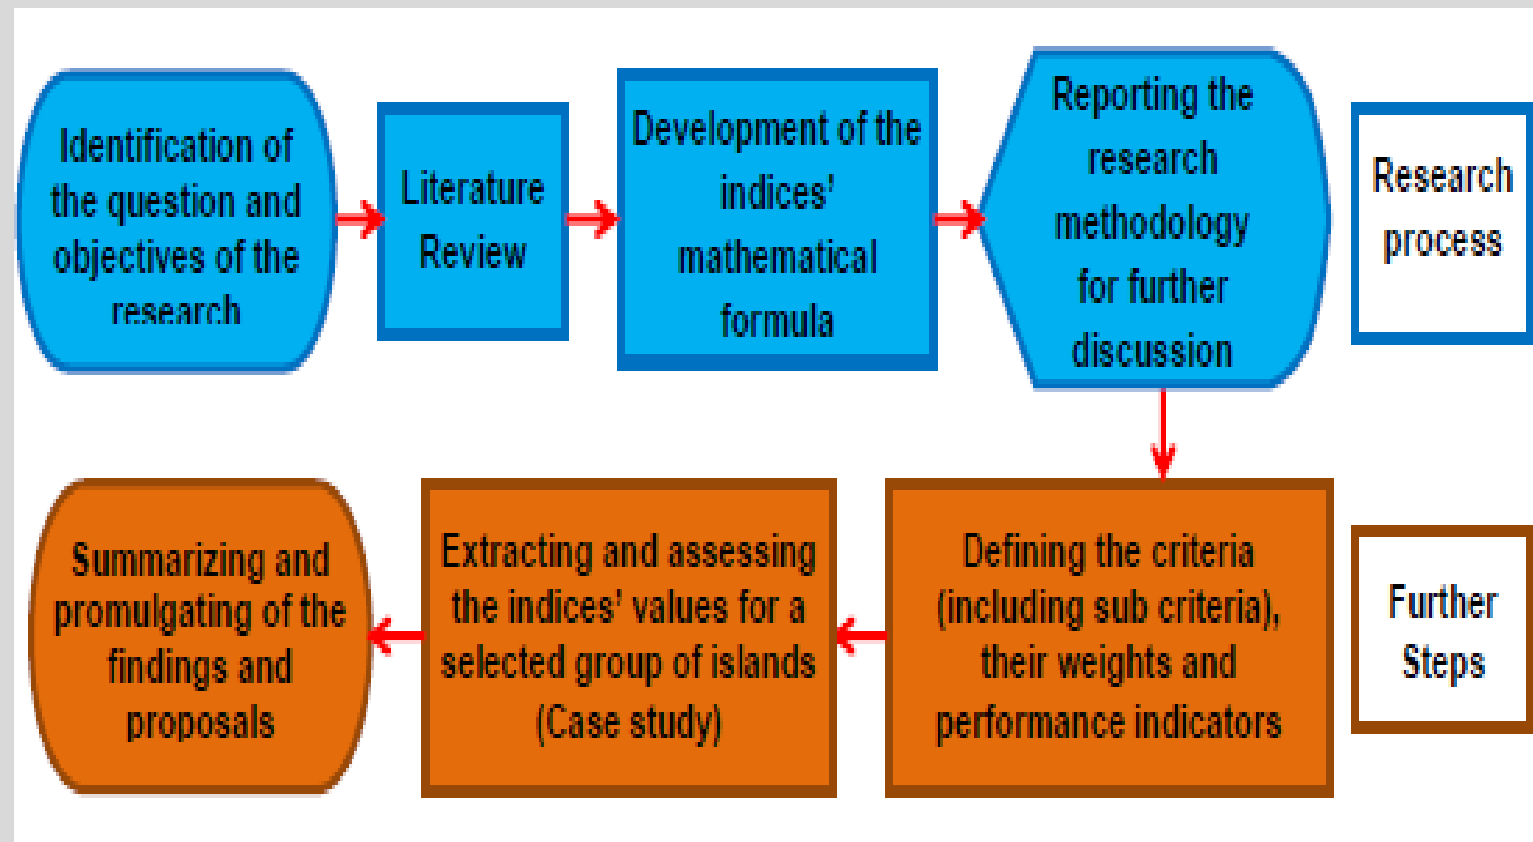 Identification of
the question and
objectives of the
research
Literature
Review
Development of the
indices’
mathematical
formula
Reporting the
research
methodology
for further
discussion
Research
process
Summarizing and
promulgating of the
findings and
proposals
Extracting and assessing
the indices’ values for a
selected group of islands
(Case study)
Defining the criteria
(including sub criteria),
their weights and
performance indicators
Further
Steps